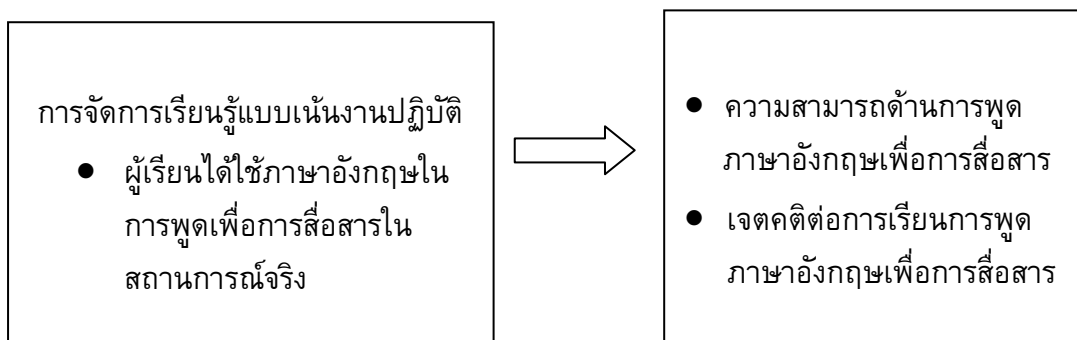 การจัดการเรียนรู้แบบเน้นงานปฏิบัติ
● ผู้เรียนได้ใช้ภาษาอังกฤษใน
การพูดเพื่อการสื่อสารใน
สถานการณ์จริง
● ความสามารถด้านการพูด
ภาษาอังกฤษเพื่อการสื่อสาร
● เจตคติต่อการเรียนการพูด
ภาษาอังกฤษเพื่อการสื่อสาร